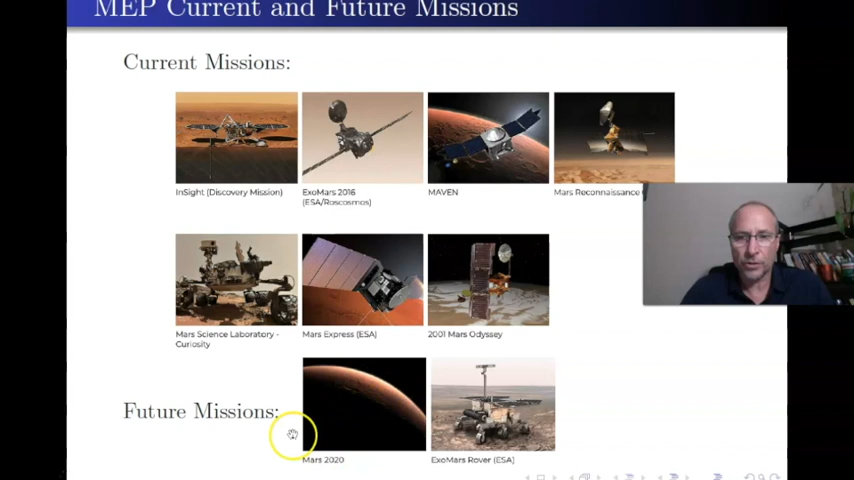 MEP Current and Future Missions
Current Missions:
InSight (Discovery Mission)
ExoMars 2016
(ESA/Roscosmos)
MAVEN
Mars Reconnaissance
Mars Science Laboratory -
Curiosity
Mars Express (ESA)
2001 Mars Odyssey
Future Missions:
Mars 2020
ExoMars Rover (ESA)